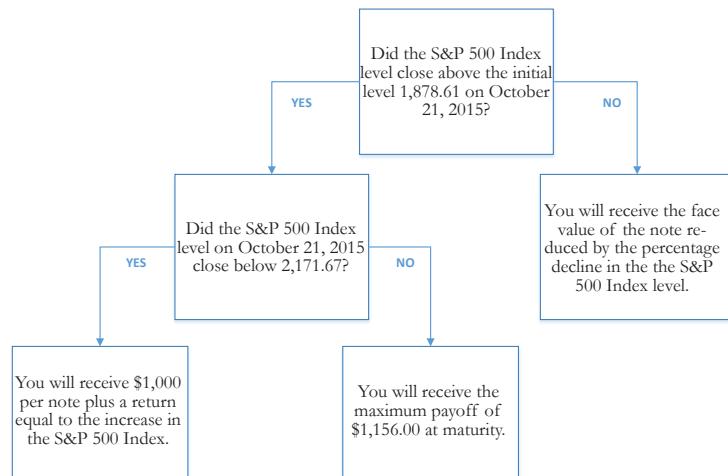 Did the S&P 500 Index
level close above the initial
level 1,878.61 on October
21, 2015?
YES
NO
Did the S&P 500 Index
level on October 21, 2015
close below 2,171.67?
You will receive the face
value of the note re-
duced by the percentage
decline in the the S&P
500 Index level.
YES
NO
You will receive $1,000
per note plus a return
equal to the increase in
the S&P 500 Index.
You will receive the
maximum payoff of
$1,156.00 at maturity.